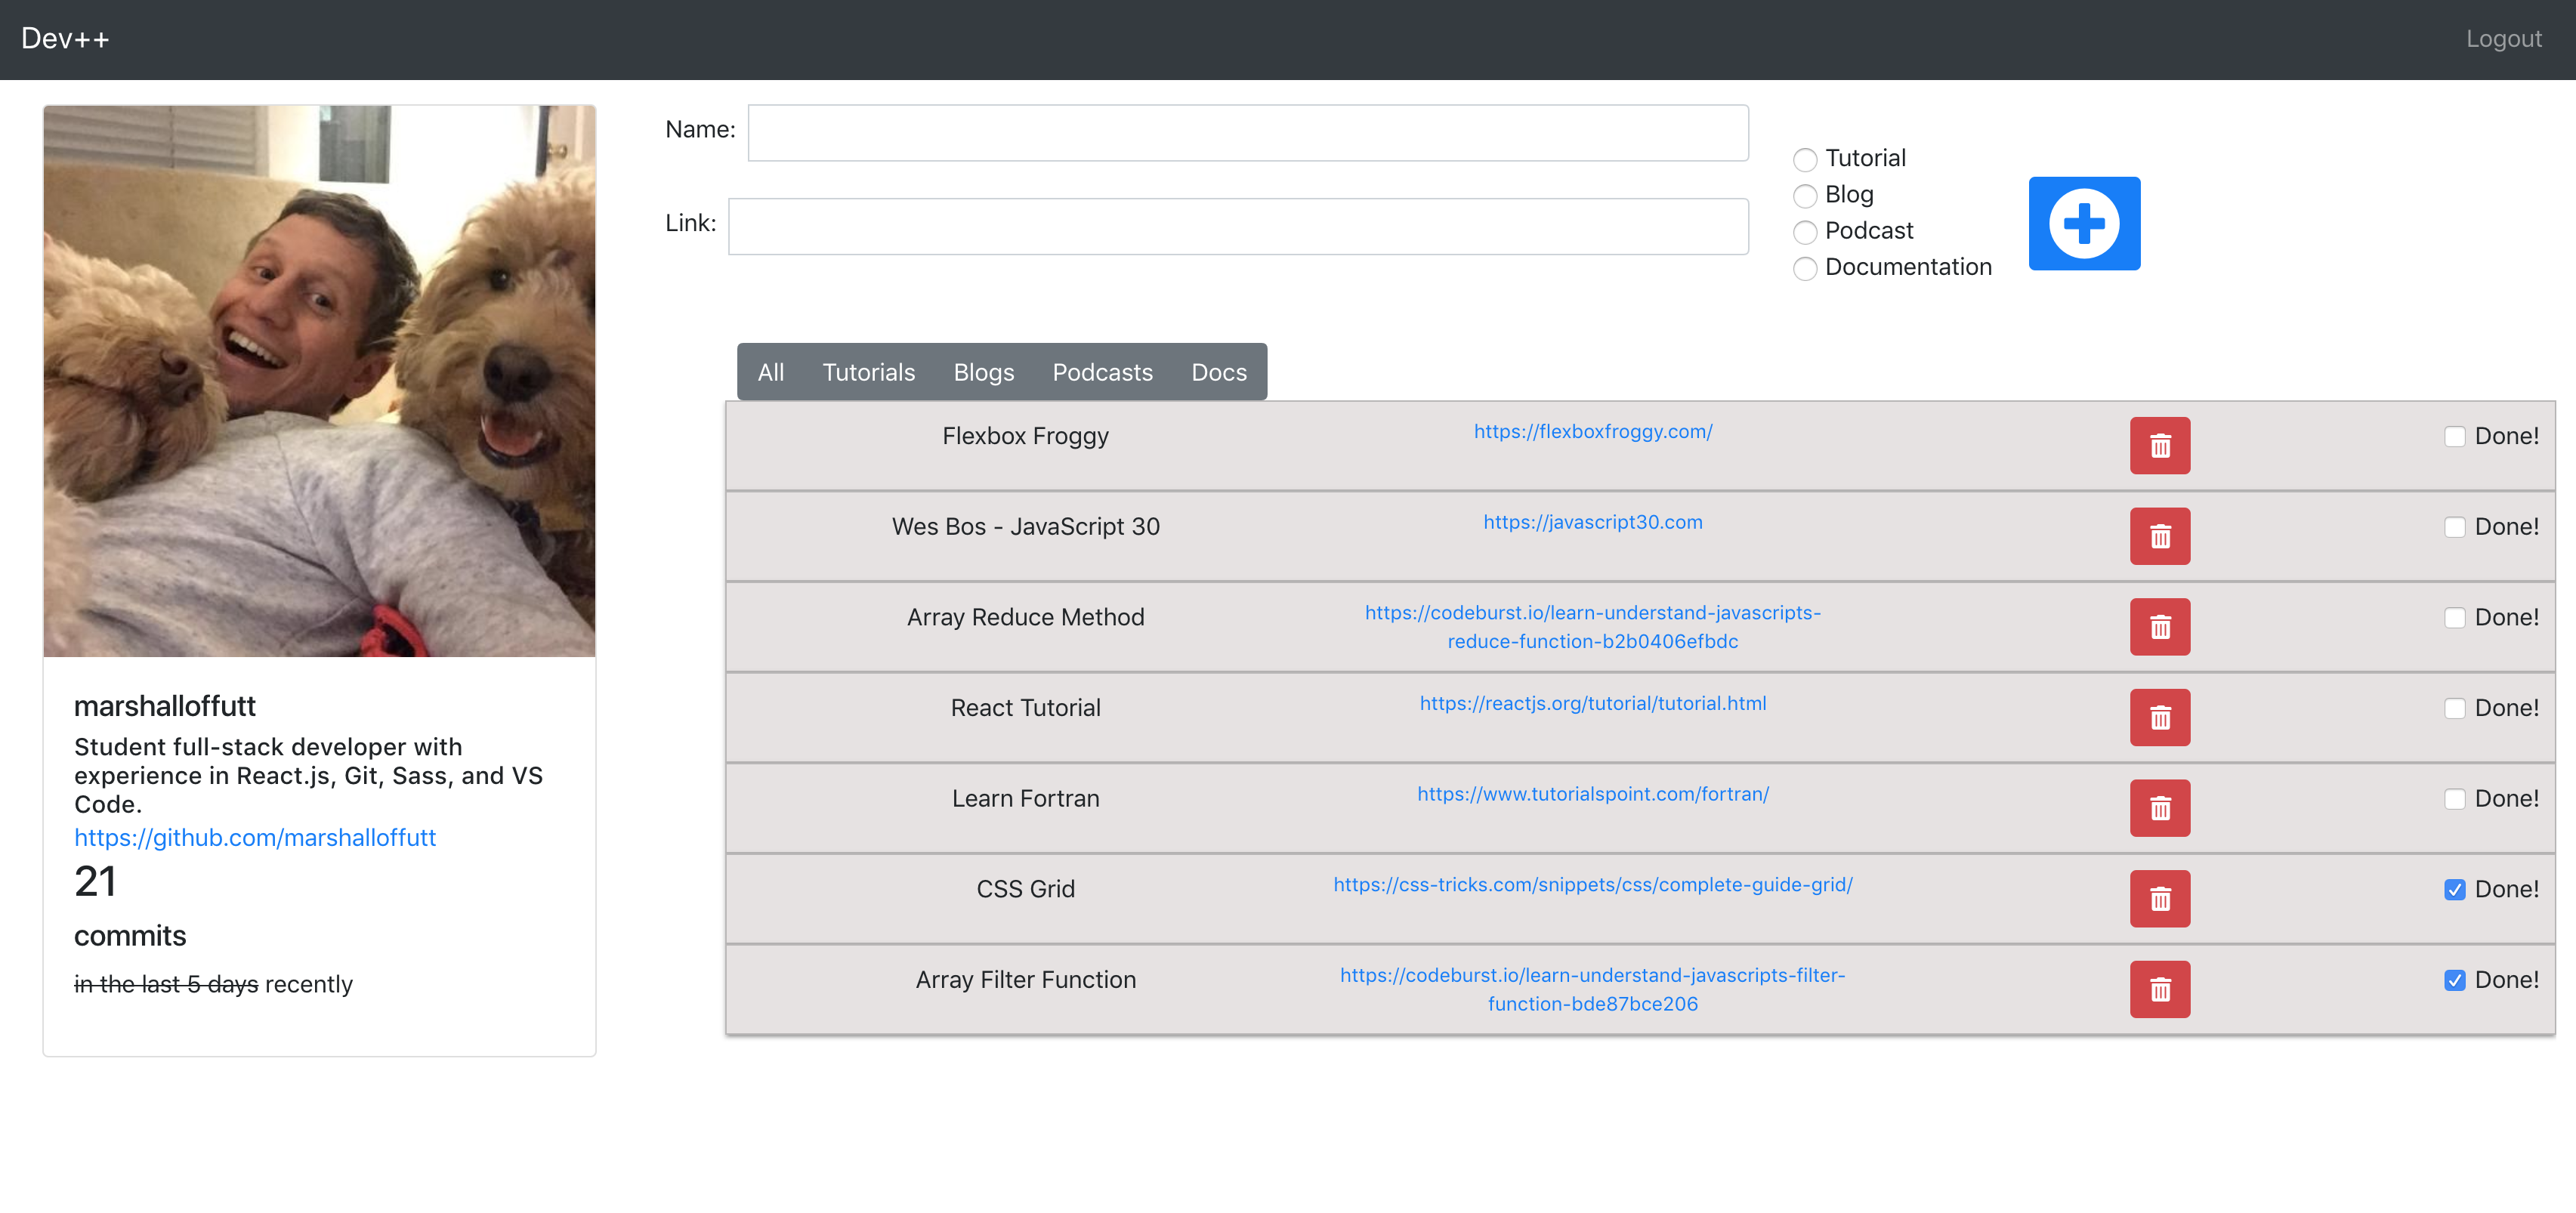 Dev++
Logout
marshalloffutt
Student full-stack developer with
experience in React.js, Git, Sass, and VS
Code.
https://github.com/marshalloffutt
21
commits
in the last 5 days recently
Name:
Link:
Tutorial
Blog
Podcast
Documentation
All Tutorials Blogs Podcasts Docs
Flexbox Froggy https://flexboxfroggy.com/ Done!
Wes Bos - JavaScript 30 https://javascript30.com Done!
Array Reduce Method https://codeburst.io/learn-understand-javascripts-
reduce-function-b2b0406efbdc Done!
React Tutorial https://reactjs.org/tutorial/tutorial.html Done!
Learn Fortran https://www.tutorialspoint.com/fortran/ Done!
CSS Grid https://css-tricks.com/snippets/css/complete-guide-grid/ Done!
Array Filter Function https://codeburst.io/learn-understand-javascripts-filter-
function-bde87bce206 Done!